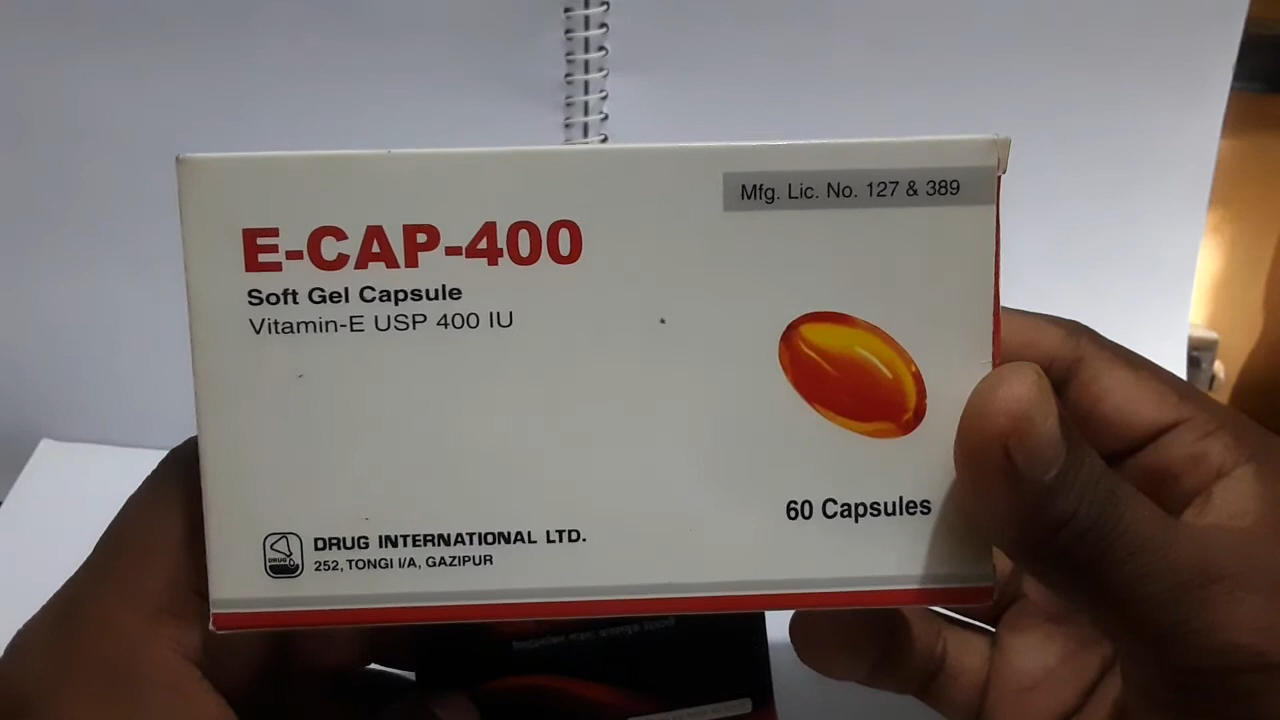 Mfg. Lic. No. 127 & 389
E-CAP-400
Soft Gel Capsule
Vitamin-E USP 400 IU
60 Capsules
DRUG
DRUG INTERNATIONAL LTD.
252, TONGI I/A, GAZIPUR